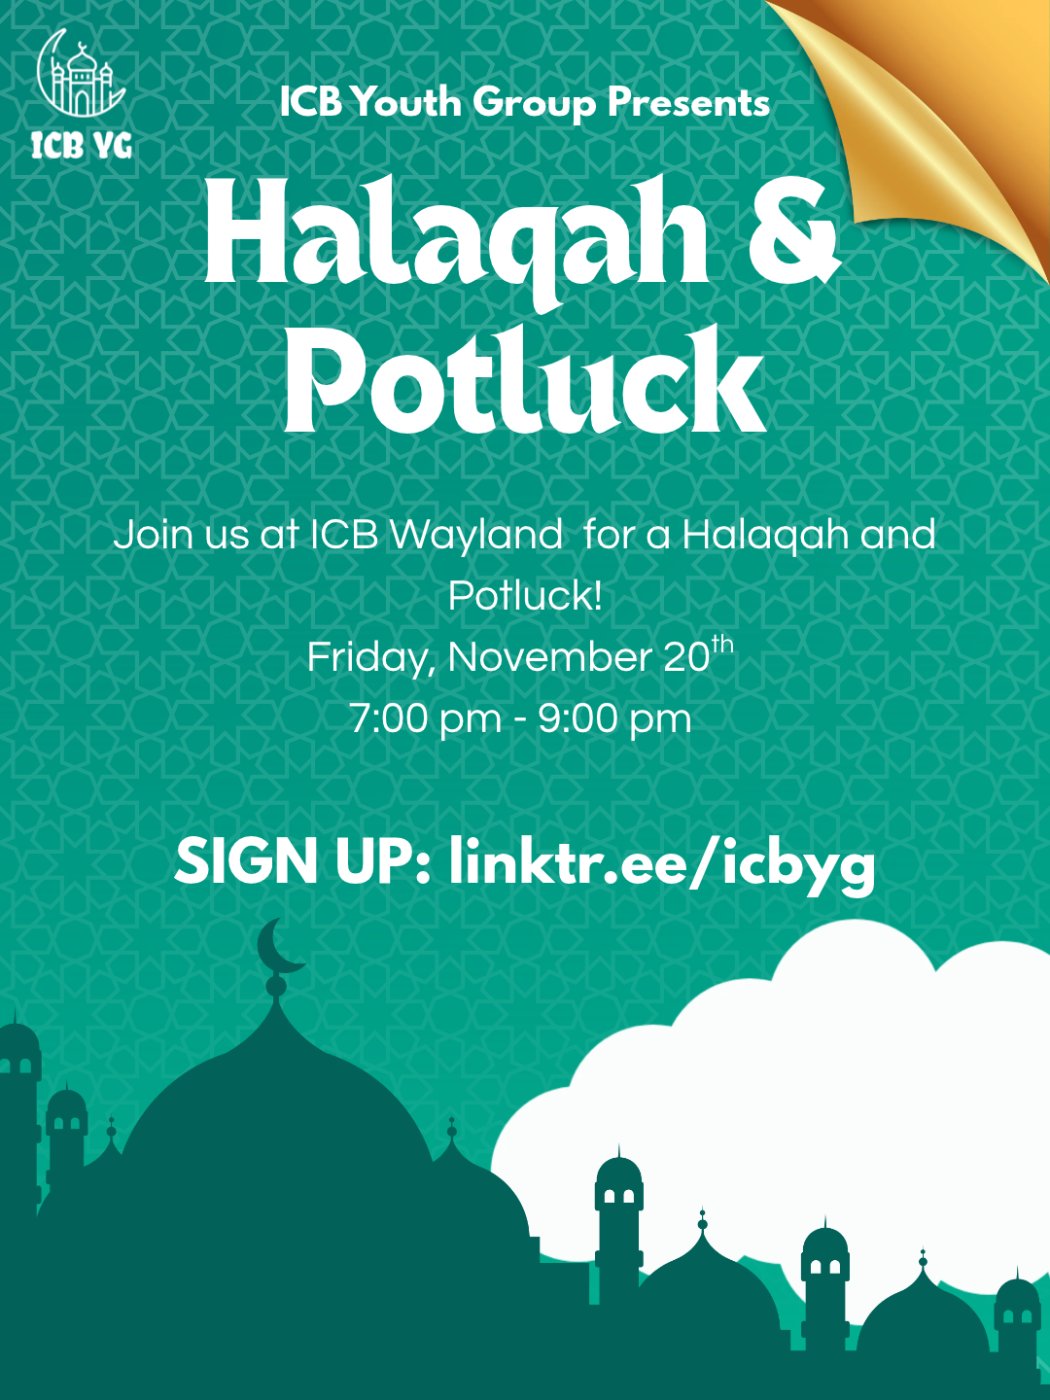 ICB YG
ICB Youth Group Presents
Halaqah &
Potluck
Join us at ICB Wayland  for a Halaqah and
Potluck!
Friday, November 20th
7:00 pm - 9:00 pm
SIGN UP: linktr.ee/icbyg